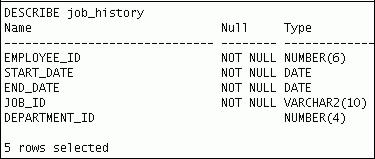 DESCRIBE job_history
Name Null Type
------------------------------ -------- --------------
EMPLOYEE_ID NOT NULL NUMBER(6)
START_DATE NOT NULL DATE
END_DATE NOT NULL DATE
JOB_ID NOT NULL VARCHAR2(10)
DEPARTMENT_ID NUMBER(4)
5 rows selected